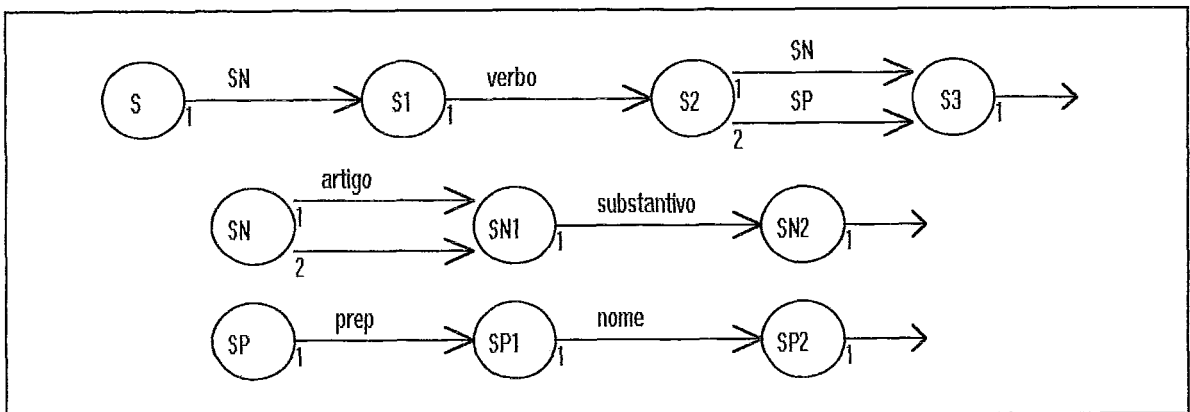 SN
S 1 S1 verbo 1 S2 1 SN S3 1
SP
2
artigo
SN 1 SN1 substantivo 1 SN2 1
2
SP prep 1 SP1 nome 1 SP2 1